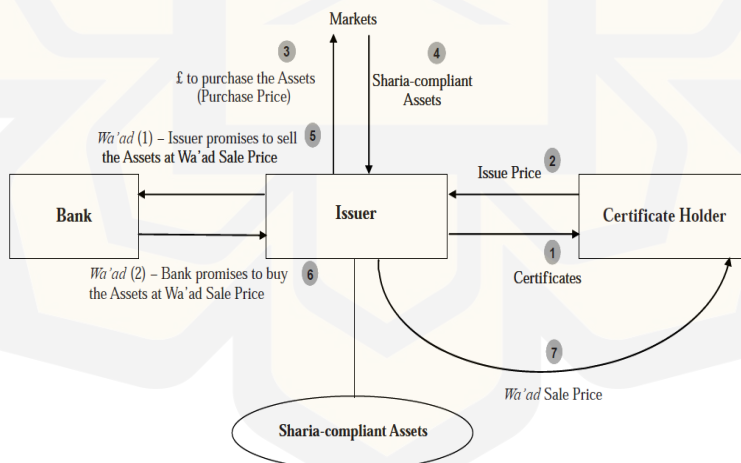 Markets
3
4
£ to purchase the Assets
(Purchase Price)
Sharia-compliant
Assets
Wa'ad (1) – Issuer promises to sell
the Assets at Wa'ad Sale Price
5
Issue Price
2
Bank
Issuer
Certificate Holder
1
Certificates
Wa'ad (2) – Bank promises to buy
the Assets at Wa'ad Sale Price
6
7
Wa'ad Sale Price
Sharia-compliant Assets